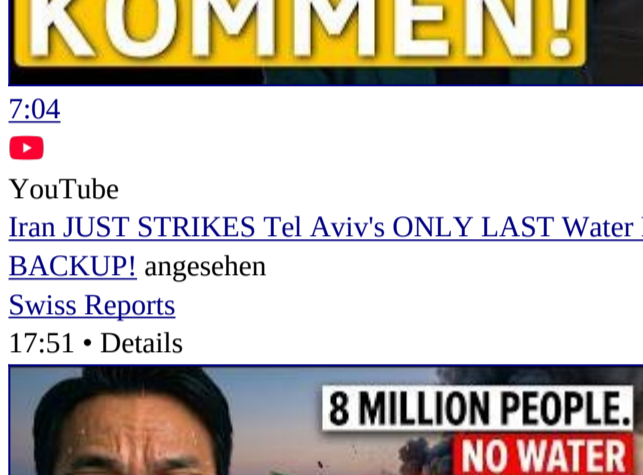 KOMMEN!
7:04
YouTube
Iran JUST STRIKES Tel Aviv's ONLY LAST Water
BACKUP! angesehen
Swiss Reports
17:51 • Details
8 MILLION PEOPLE.
NO WATER